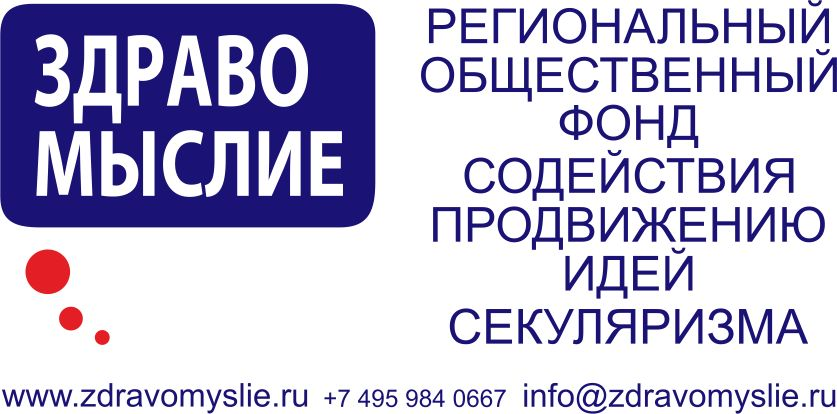 ЗДРАВО
МЫСЛИЕ
РЕГИОНАЛЬНЫЙ
ОБЩЕСТВЕННЫЙ
ФОНД
СОДЕЙСТВИЯ
ПРОДВИЖЕНИЮ
ИДЕЙ
СЕКУЛЯРИЗМА
www.zdravomyslie.ru +7 495 984 0667 info@zdravomyslie.ru